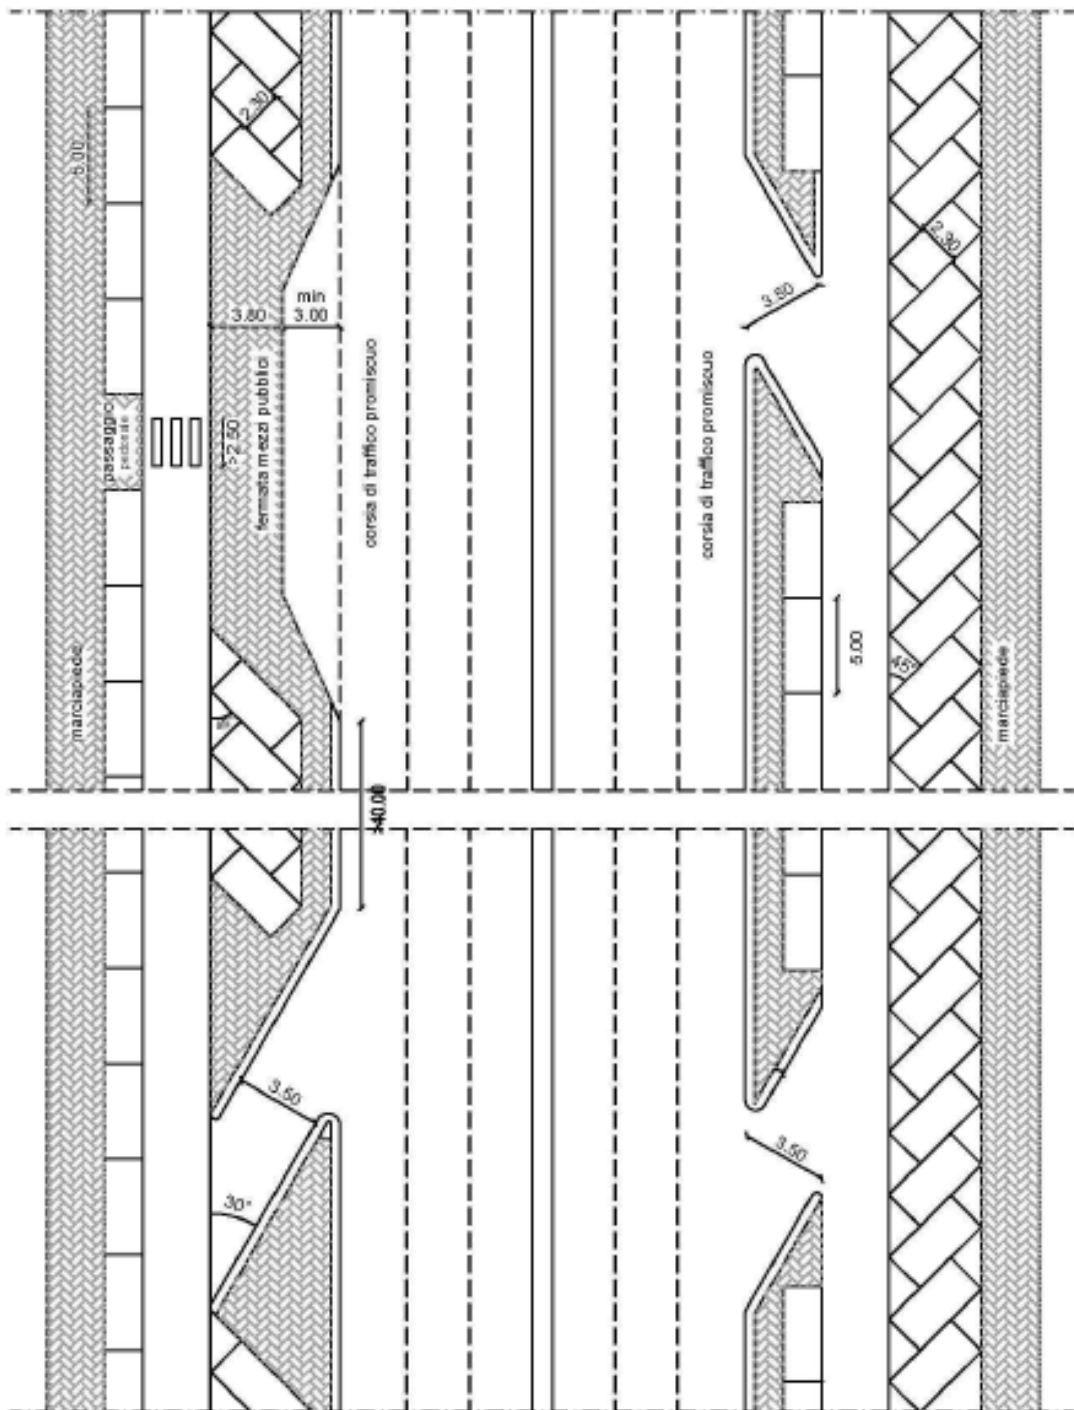 2.30
5.00
2.30
3.50
min
3.80
3.00
fermata mezzi pubblici
corsia di traffico promiscuo
corsia di traffico promiscuo
passaggio
pedonale
>2.50
5.00
45°
marciapiede
marciapiede
>40.00
3.50
3.50
30°